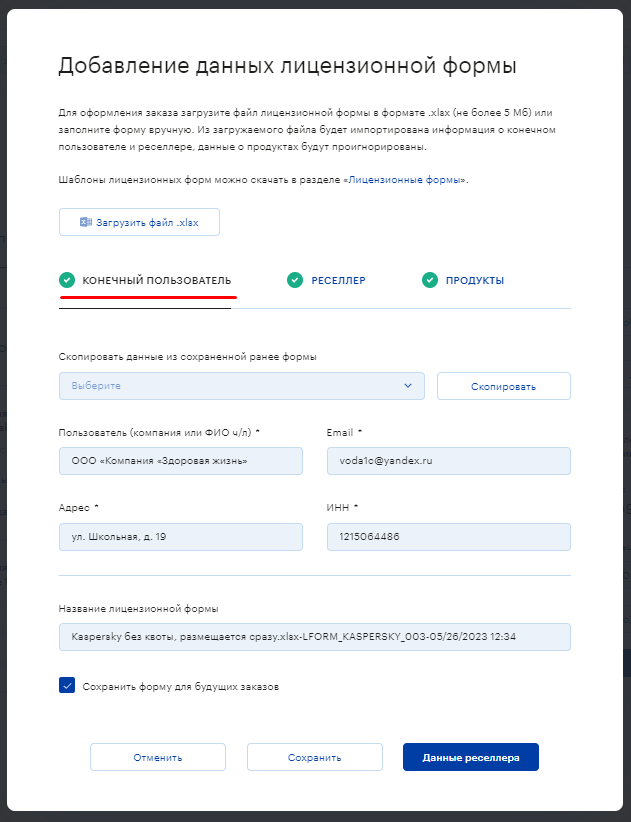 Добавление данных лицензионной формы
Для оформления заказа загрузите файл лицензионной формы в формате .xlsx (не более 5 Мб) или
заполните форму вручную. Из загружаемого файла будет импортирована информация о конечном
пользователе и реселлере, данные о продуктах будут проигнорированы.
Шаблоны лицензионных форм можно скачать в разделе «Лицензионные формы».
Загрузить файл .xlsx
КОНЕЧНЫЙ ПОЛЬЗОВАТЕЛЬ РЕСЕЛЛЕР ПРОДУКТЫ
Скопировать данные из сохраненной ранее формы
Выберите Скопировать
Пользователь (компания или ФИО ч/л) * Email *
ООО «Компания «Здоровая жизнь» voda1c@yandex.ru
Адрес * ИНН *
ул. Школьная, д. 19 1215064486
Название лицензионной формы
Kaspersky без квоты, размещается сразу.xlsx-LFORM_KASPERSKY_003-05/26/2023 12:34
Сохранить форму для будущих заказов
Отменить Сохранить Данные реселлера